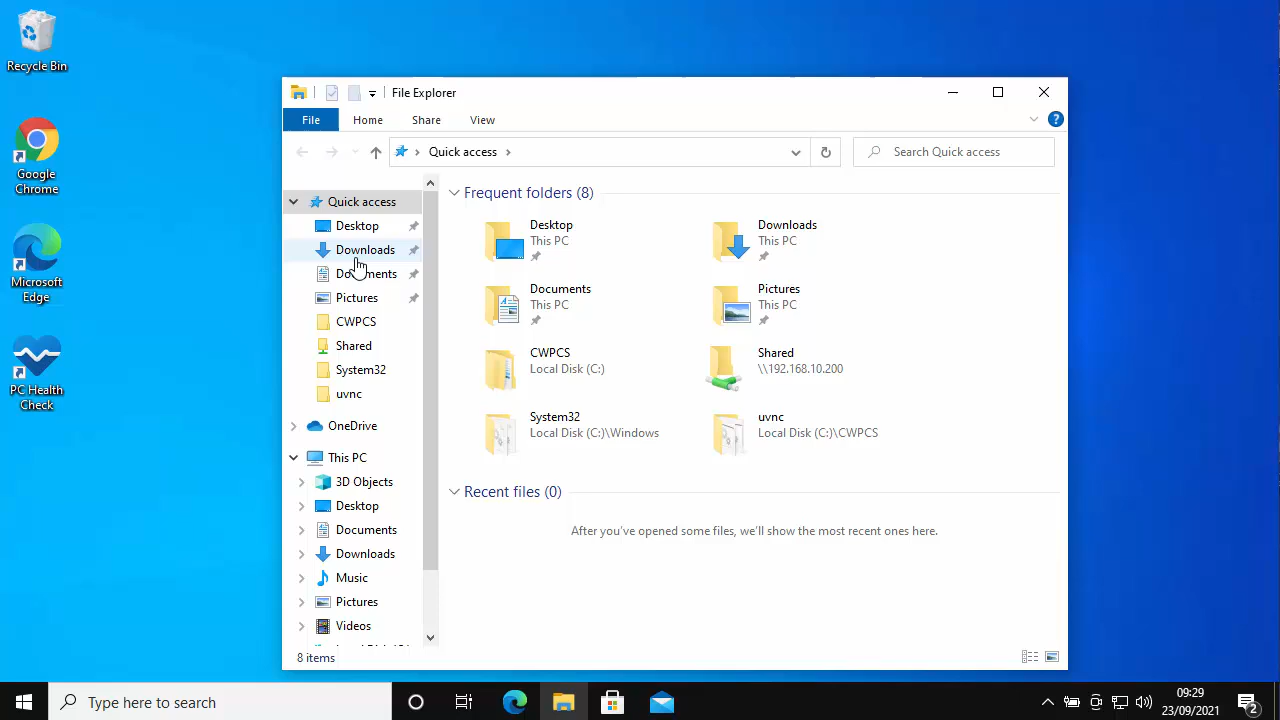 Recycle Bin
Google
Chrome
Microsoft
Edge
PC Health
Check
File Explorer
File
Home
Share
View
?
Quick access
Search Quick access
Quick access
Desktop
Downloads
Documents
Pictures
CWPCS
Shared
System32
uvnc
OneDrive
This PC
3D Objects
Desktop
Documents
Downloads
Music
Pictures
Videos
Frequent folders (8)
Desktop
This PC
Downloads
This PC
Documents
This PC
Pictures
This PC
CWPCS
Local Disk (C:)
Shared
\\192.168.10.200
System32
Local Disk (C:)\Windows
uvnc
Local Disk (C:)\CWPCS
Recent files (0)
After you've opened some files, we'll show the most recent ones here.
8 items
Type here to search
09:29
23/09/2021
2